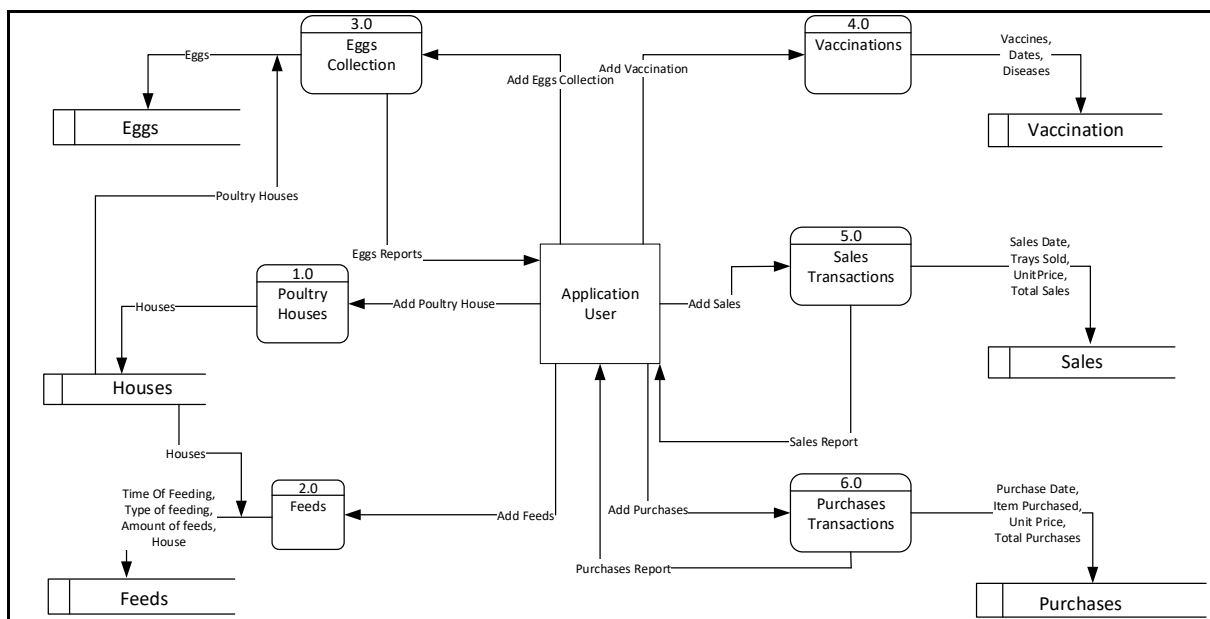 3.0
Eggs
Collection
4.0
Vaccinations
Eggs
Add Eggs Collection
Add Vaccination
Vaccines,
Dates,
Diseases
Eggs
Vaccination
Poultry Houses
Eggs Reports
5.0
Sales
Transactions
Sales Date,
Trays Sold,
UnitPrice,
Total Sales
1.0
Poultry
Houses
Houses
Add Poultry House
Application
User
Add Sales
Houses
Sales
Houses
Sales Report
2.0
Feeds
Time Of Feeding,
Type of feeding,
Amount of feeds,
House
Add Feeds
Add Purchases
6.0
Purchases
Transactions
Purchase Date,
Item Purchased,
Unit Price,
Total Purchases
Purchases Report
Feeds
Purchases